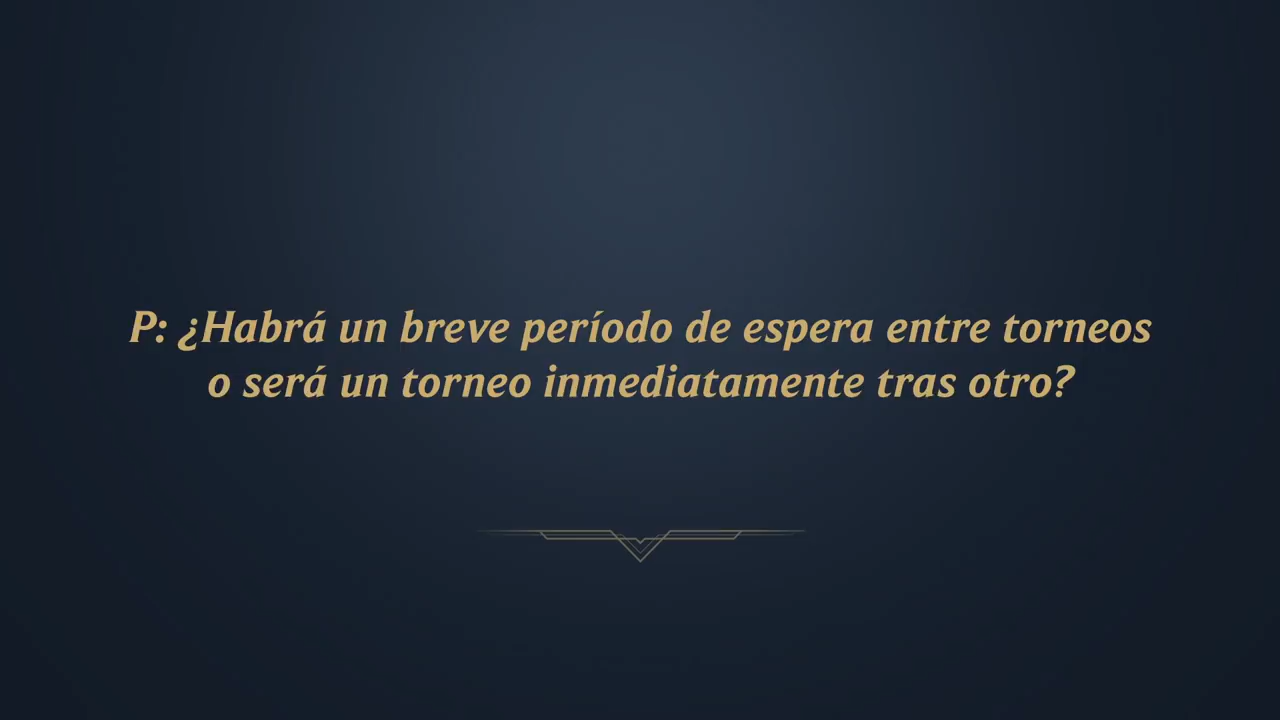 P: ¿Habrá un breve período de espera entre torneos
o será un torneo inmediatamente tras otro?